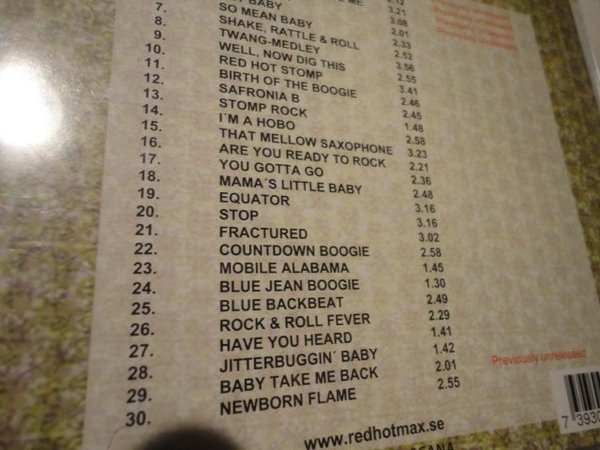 BABY 3.21
3.08
2.01
SO MEAN BABY 2.33
7. SHAKE, RATTLE & ROLL 2.52
8. TWANG-MEDLEY 3.56
9. WELL, NOW DIG THIS 2.55
10. RED HOT STOMP 3.41
11. BIRTH OF THE BOOGIE 2.46
12. SAFRONIA B 2.45
13. STOMP ROCK 1.48
14. I´M A HOBO 2.58
15. THAT MELLOW SAXOPHONE 3.23
16. ARE YOU READY TO ROCK 2.21
17. YOU GOTTA GO 2.36
18. MAMA´S LITTLE BABY 2.48
19. EQUATOR 3.16
20. STOP 3.16
21. FRACTURED 3.02
22. COUNTDOWN BOOGIE 2.58
23. MOBILE ALABAMA 1.45
24. BLUE JEAN BOOGIE 1.30
25. BLUE BACKBEAT 2.49
26. ROCK & ROLL FEVER 2.29
27. HAVE YOU HEARD 1.41
28. JITTERBUGGIN´ BABY 1.42
29. BABY TAKE ME BACK 2.01
30. NEWBORN FLAME 2.55
Previously unreleased
www.redhotmax.se
7 3930